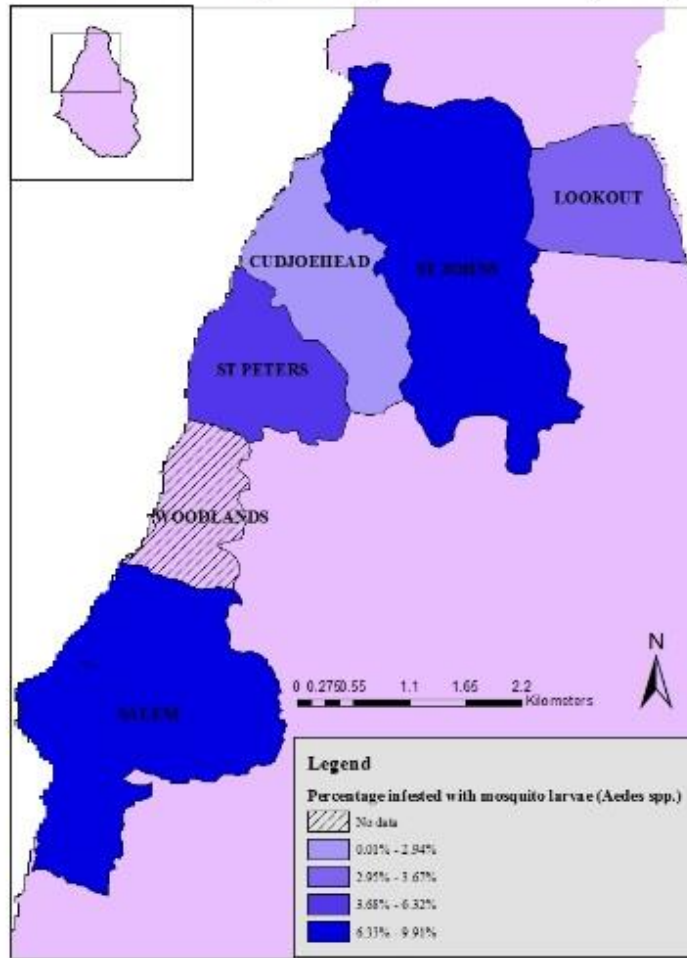 LOOKOUT
CUDJOEHEAD
ST JOHNS
ST PETERS
WOODLANDS
N
0 0.275 0.55 1.1 1.65 2.2
Kilometers
SALEM
Legend
Percentage infested with mosquito larvae (Aedes spp.)
No data
0.00% - 2.94%
2.95% - 3.67%
3.68% - 6.32%
6.33% - 9.91%